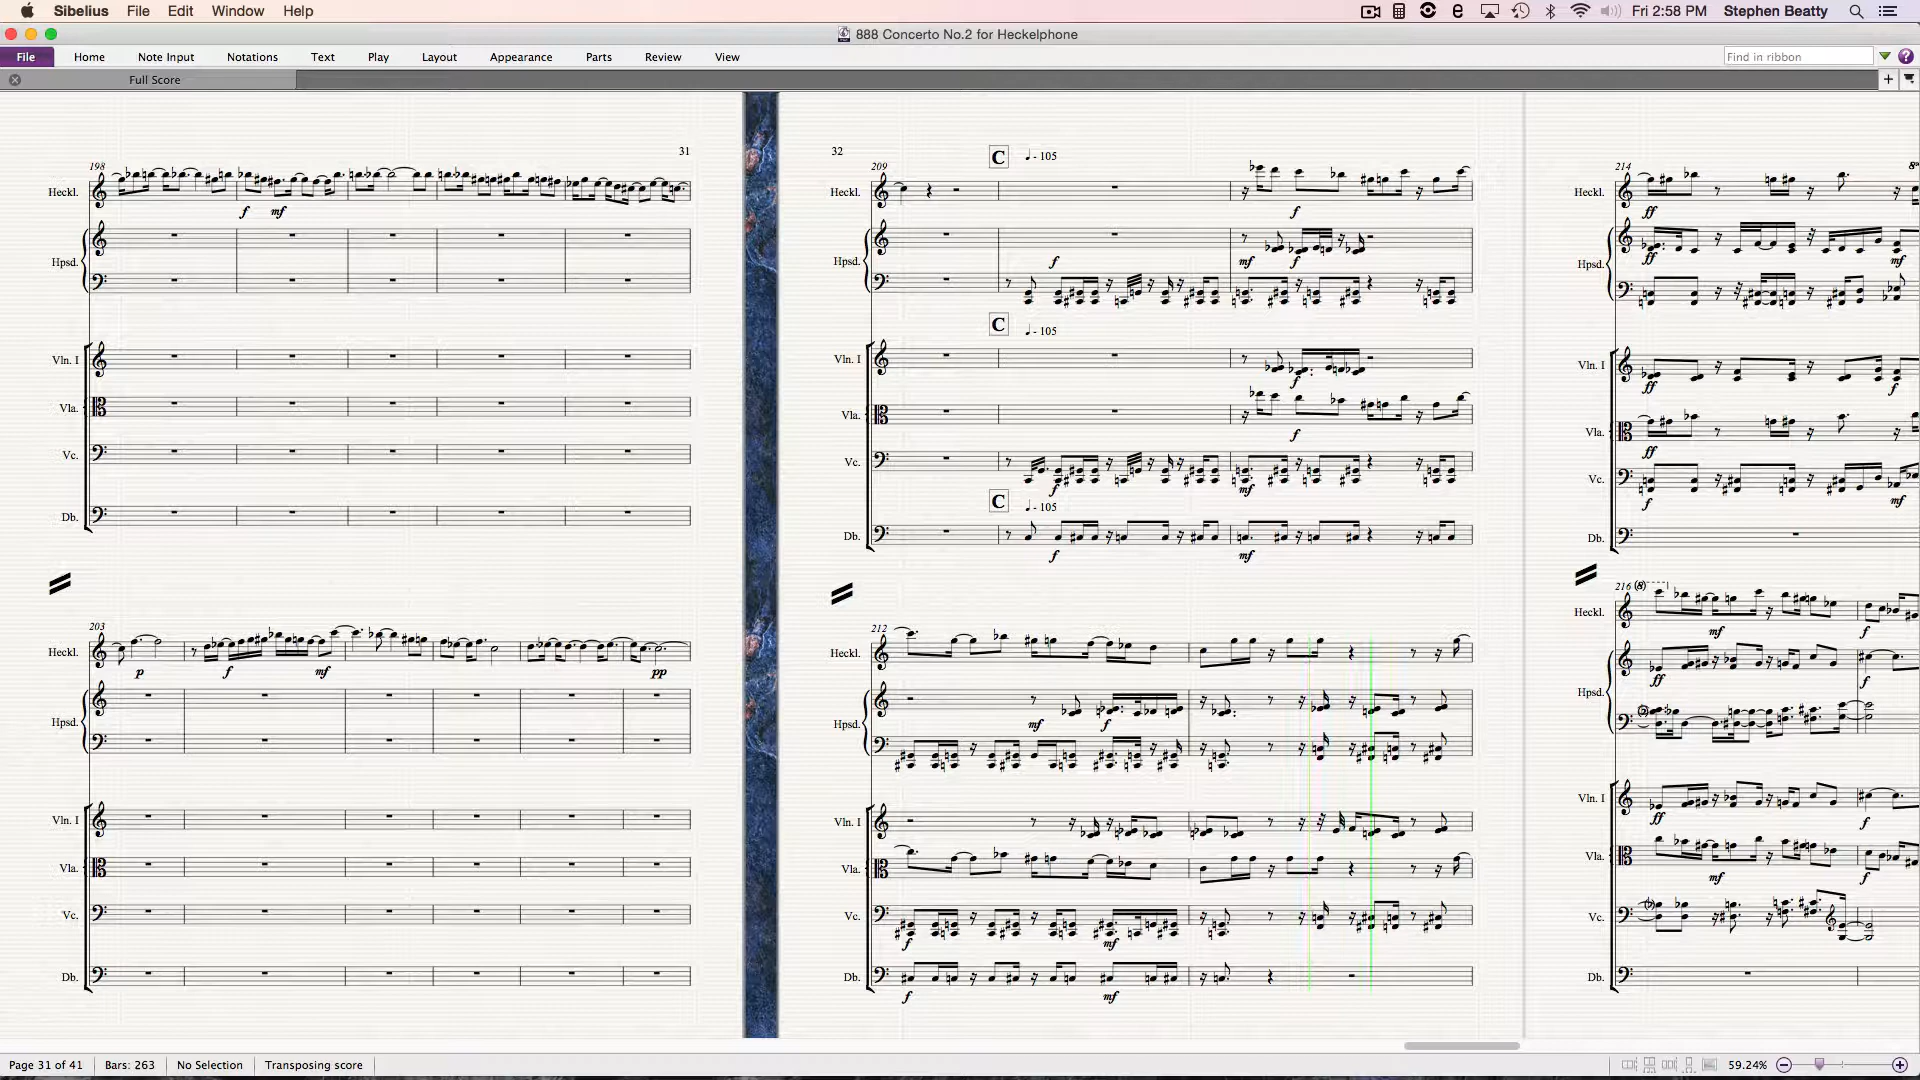 Sibelius File Edit Window Help Fri 2:58 PM Stephen Beatty
888 Concerto No.2 for Heckelphone
File Home Note Input Notations Text Play Layout Appearance Parts Review View Find in ribbon
Full Score
31
198
Heckl.
f mf
Hpsd.
Vln. I
Vla.
Vc.
Db.
203
Heckl.
p f mf pp
Hpsd.
Vln. I
Vla.
Vc.
Db.
32
C - 105
209
Heckl.
f
f mf f
Hpsd.
C - 105
Vln. I
f
Vla.
f
Vc.
f mf
C - 105
Db.
f mf
212
Heckl.
Hpsd.
mf f
Vln. I
Vla.
Vc.
f mf
Db.
f mf
214
Heckl.
ff
Hpsd.
ff mf
Vln. I
ff f
Vla.
ff
Vc.
f mf
Db.
216 (8)
Heckl.
mf f
Hpsd.
ff f
Vln. I
ff f
Vla.
mf f
Vc.
Db.
Page 31 of 41 Bars: 263 No Selection Transposing score 59.24%